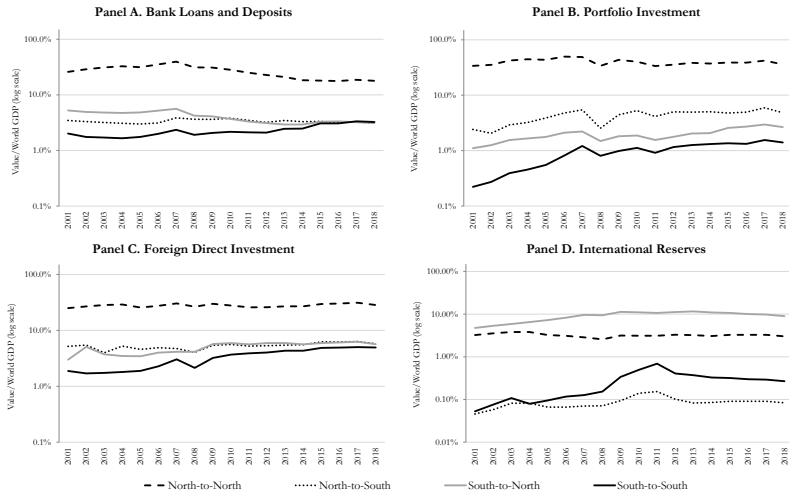 Panel A. Bank Loans and Deposits
Value/World GDP (log scale)
100.0%
10.0%
1.0%
0.1%
2001 2002 2003 2004 2005 2006 2007 2008 2009 2010 2011 2012 2013 2014 2015 2016 2017 2018
Panel B. Portfolio Investment
Value/World GDP (log scale)
100.0%
10.0%
1.0%
0.1%
2001 2002 2003 2004 2005 2006 2007 2008 2009 2010 2011 2012 2013 2014 2015 2016 2017 2018
Panel C. Foreign Direct Investment
Value/World GDP (log scale)
100.0%
10.0%
1.0%
0.1%
2001 2002 2003 2004 2005 2006 2007 2008 2009 2010 2011 2012 2013 2014 2015 2016 2017 2018
Panel D. International Reserves
Value/World GDP (log scale)
100.00%
10.00%
1.00%
0.10%
0.01%
2001 2002 2003 2004 2005 2006 2007 2008 2009 2010 2011 2012 2013 2014 2015 2016 2017 2018
North-to-North North-to-South South-to-North South-to-South